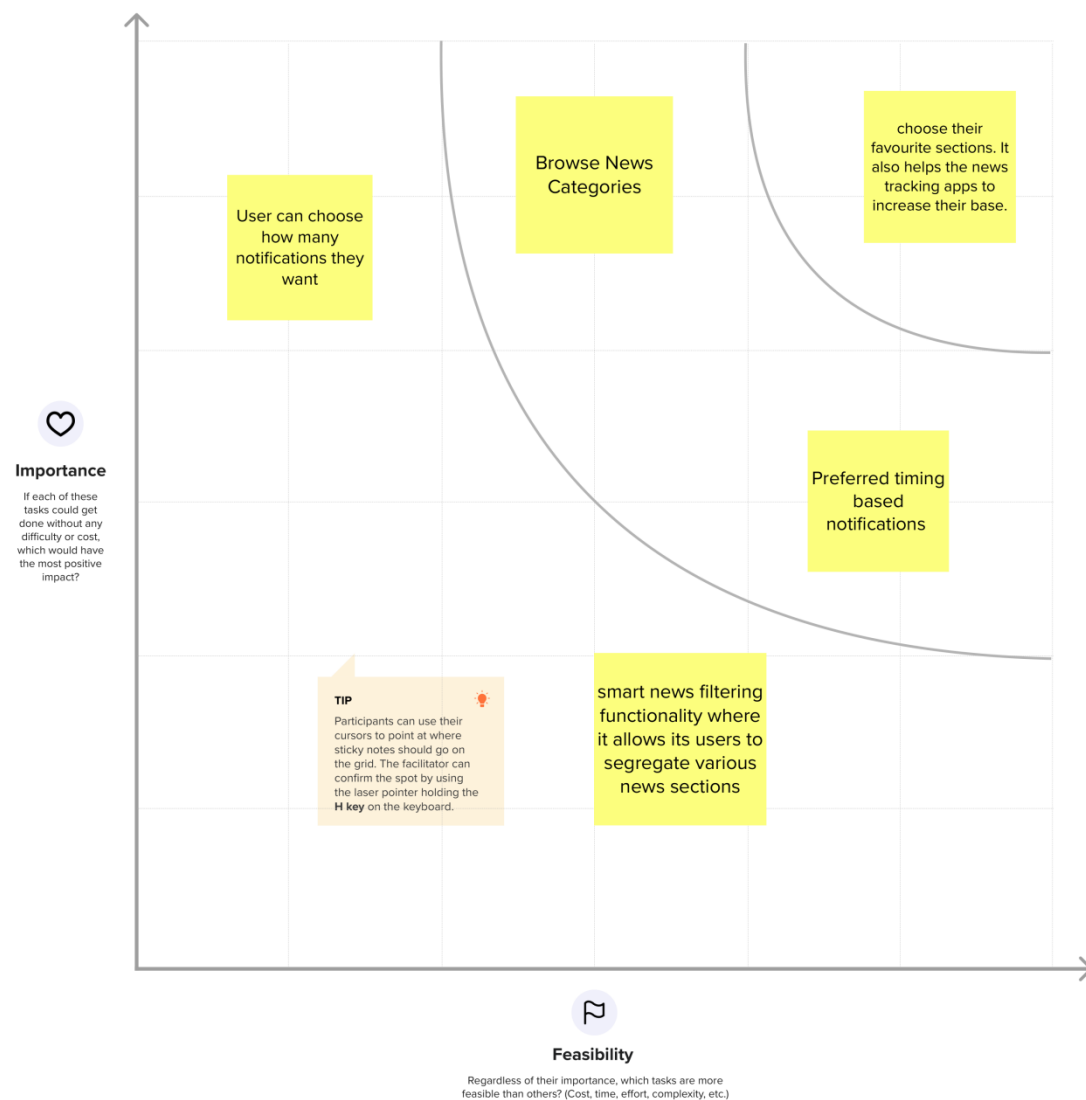 choose their
favourite sections. It
also helps the news
tracking apps to
increase their base.
Browse News
Categories
User can choose
how many
notifications they
want
Importance
If each of these
tasks could get
done without any
difficulty or cost,
which would have
the most positive
impact?
Preferred timing
based
notifications
TIP
Participants can use their
cursors to point at where
sticky notes should go on
the grid. The facilitator can
confirm the spot by using
the laser pointer holding the
H key on the keyboard.
smart news filtering
functionality where
it allows its users to
segregate various
news sections
Feasibility
Regardless of their importance, which tasks are more
feasible than others? (Cost, time, effort, complexity, etc.)